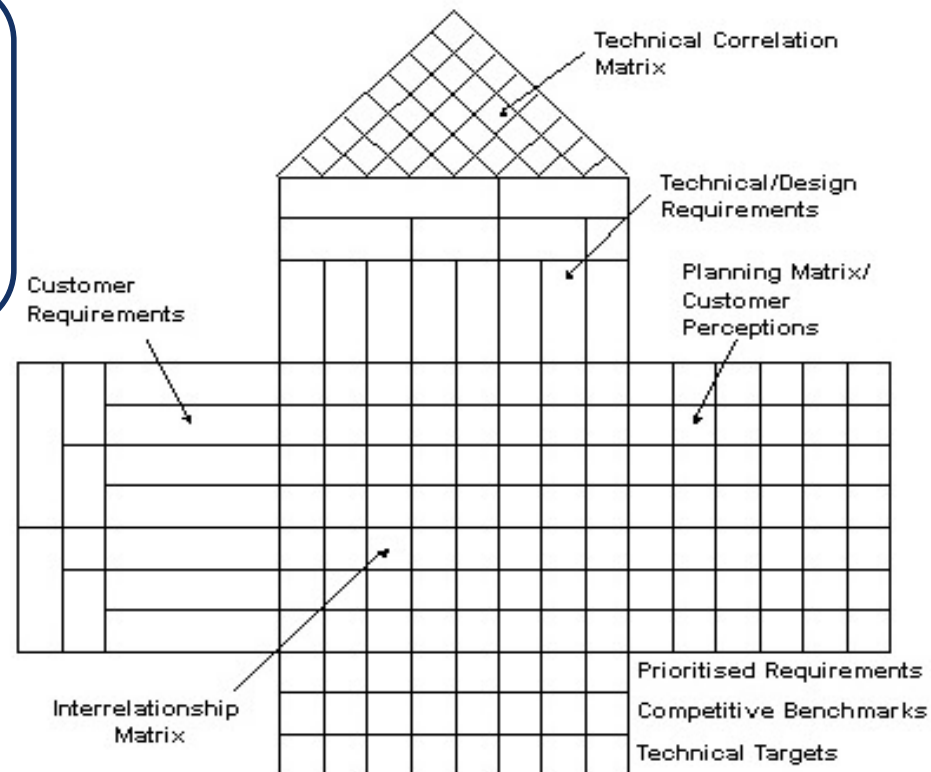 Technical Correlation
Matrix
Technical/Design
Requirements
Customer
Requirements
Planning Matrix/
Customer
Perceptions
Interrelationship
Matrix
Prioritised Requirements
Competitive Benchmarks
Technical Targets